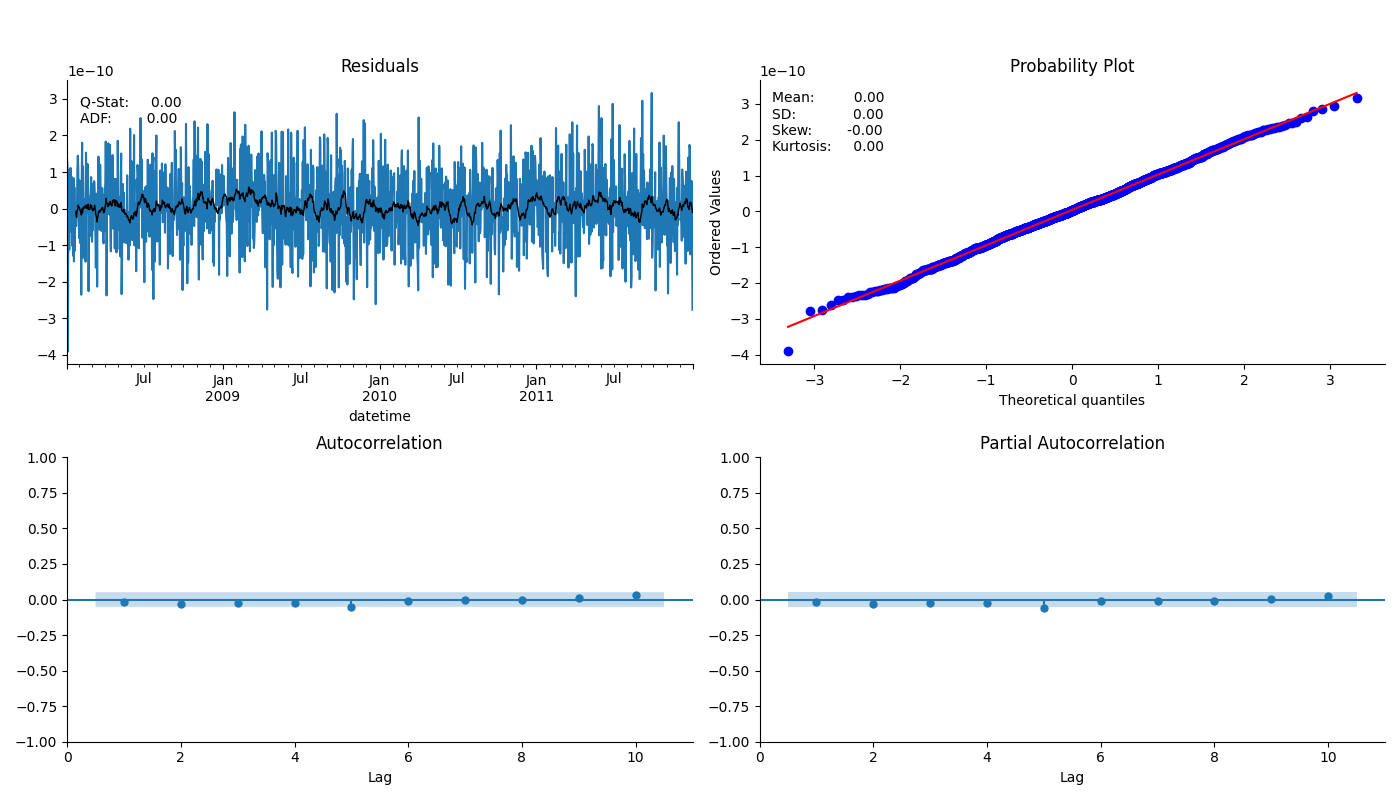 Residuals
1e−10
Q-Stat: 0.00
ADF: 0.00
3
2
1
0
−1
−2
−3
−4
Jul
Jan
2009
Jul
Jan
2010
Jul
Jan
2011
Jul
datetime
Probability Plot
1e−10
Mean: 0.00
SD: 0.00
Skew: -0.00
Kurtosis: 0.00
Ordered Values
3
2
1
0
−1
−2
−3
−4
−3 −2 −1 0 1 2 3
Theoretical quantiles
Autocorrelation
1.00
0.75
0.50
0.25
0.00
−0.25
−0.50
−0.75
−1.00
0 2 4 6 8 10
Lag
Partial Autocorrelation
1.00
0.75
0.50
0.25
0.00
−0.25
−0.50
−0.75
−1.00
0 2 4 6 8 10
Lag